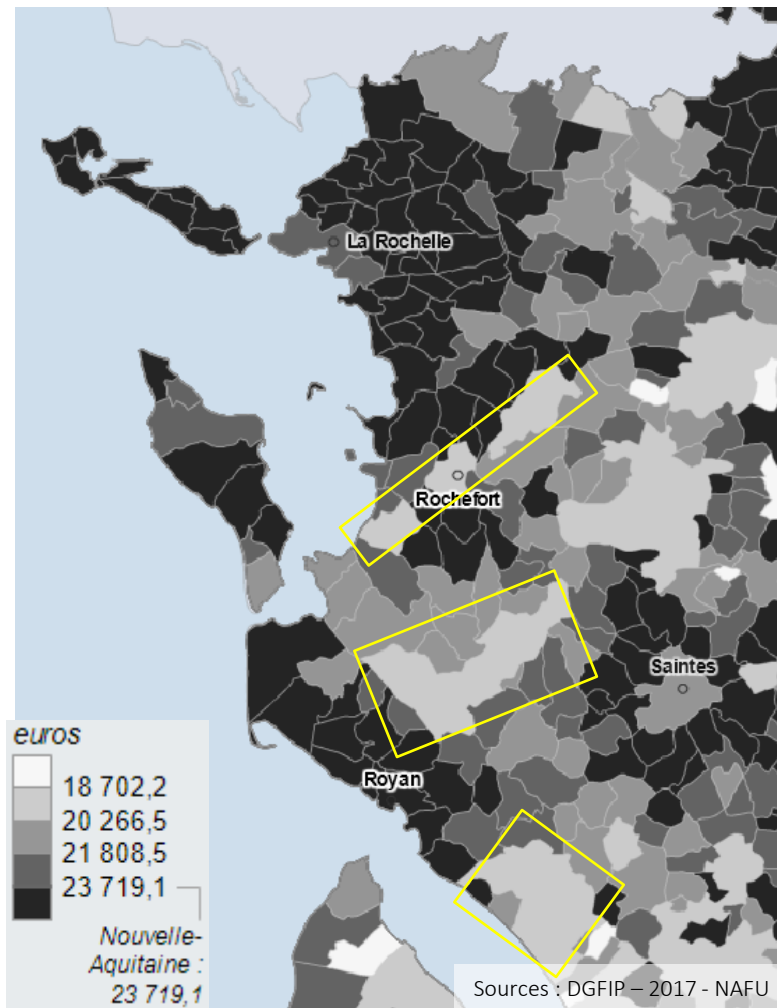 La Rochelle
Rochefort
Saintes
Royan
euros
18 702,2
20 266,5
21 808,5
23 719,1
Nouvelle-
Aquitaine :
23 719,1
Sources : DGFIP – 2017 - NAFU